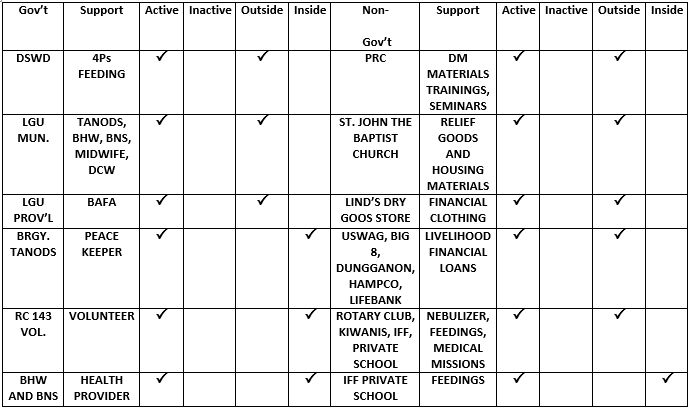 Gov't Support Active Inactive Outside Inside Non-Gov't Support Active Inactive Outside Inside
DSWD 4Ps FEEDING ✓ ✓ PRC DM MATERIALS TRAININGS, SEMINARS ✓ ✓
LGU MUN. TANODS, BHW, BNS, MIDWIFE, DCW ✓ ✓ ST. JOHN THE BAPTIST CHURCH RELIEF GOODS AND HOUSING MATERIALS ✓ ✓
LGU PROV'L BAFA ✓ ✓ LIND'S DRY GOOS STORE FINANCIAL CLOTHING ✓ ✓
BRGY. TANODS PEACE KEEPER ✓ ✓ USWAG, BIG 8, DUNGGANON, HAMPCO, LIFEBANK LIVELIHOOD FINANCIAL LOANS ✓ ✓
RC 143 VOL. VOLUNTEER ✓ ✓ ROTARY CLUB, KIWANIS, IFF, PRIVATE SCHOOL NEBULIZER, FEEDINGS, MEDICAL MISSIONS ✓ ✓
BHW AND BNS HEALTH PROVIDER ✓ ✓ IFF PRIVATE SCHOOL FEEDINGS ✓ ✓